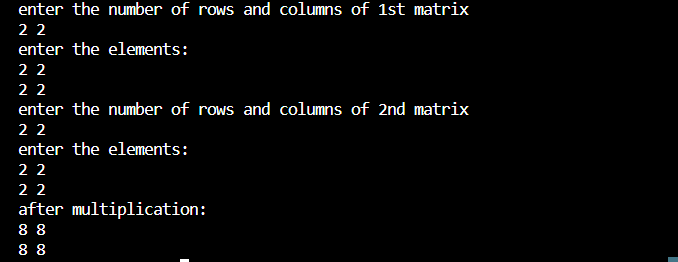 enter the number of rows and columns of 1st matrix
2 2
enter the elements:
2 2
2 2
enter the number of rows and columns of 2nd matrix
2 2
enter the elements:
2 2
2 2
after multiplication:
8 8
8 8